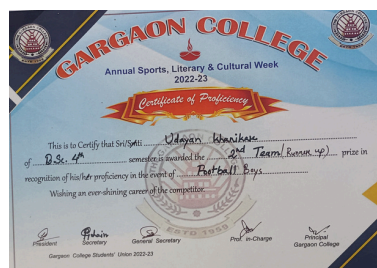 GARGAON COLLEGE
Annual Sports, Literary & Cultural Week
2022-23
Certificate of Proficiency
This is to Certify that Sri/Smti Udayan Khanikar
of B.Sc. 4th semester is awarded the 2nd Team (Runner up) prize in
recognition of his/her proficiency in the event of Football Boys
Wishing an ever-shining career of the competitor.
ESTD 1959
President Secretary General Secretary Prof. in-Charge Principal
Gargaon College
Gargaon College Students' Union 2022-23